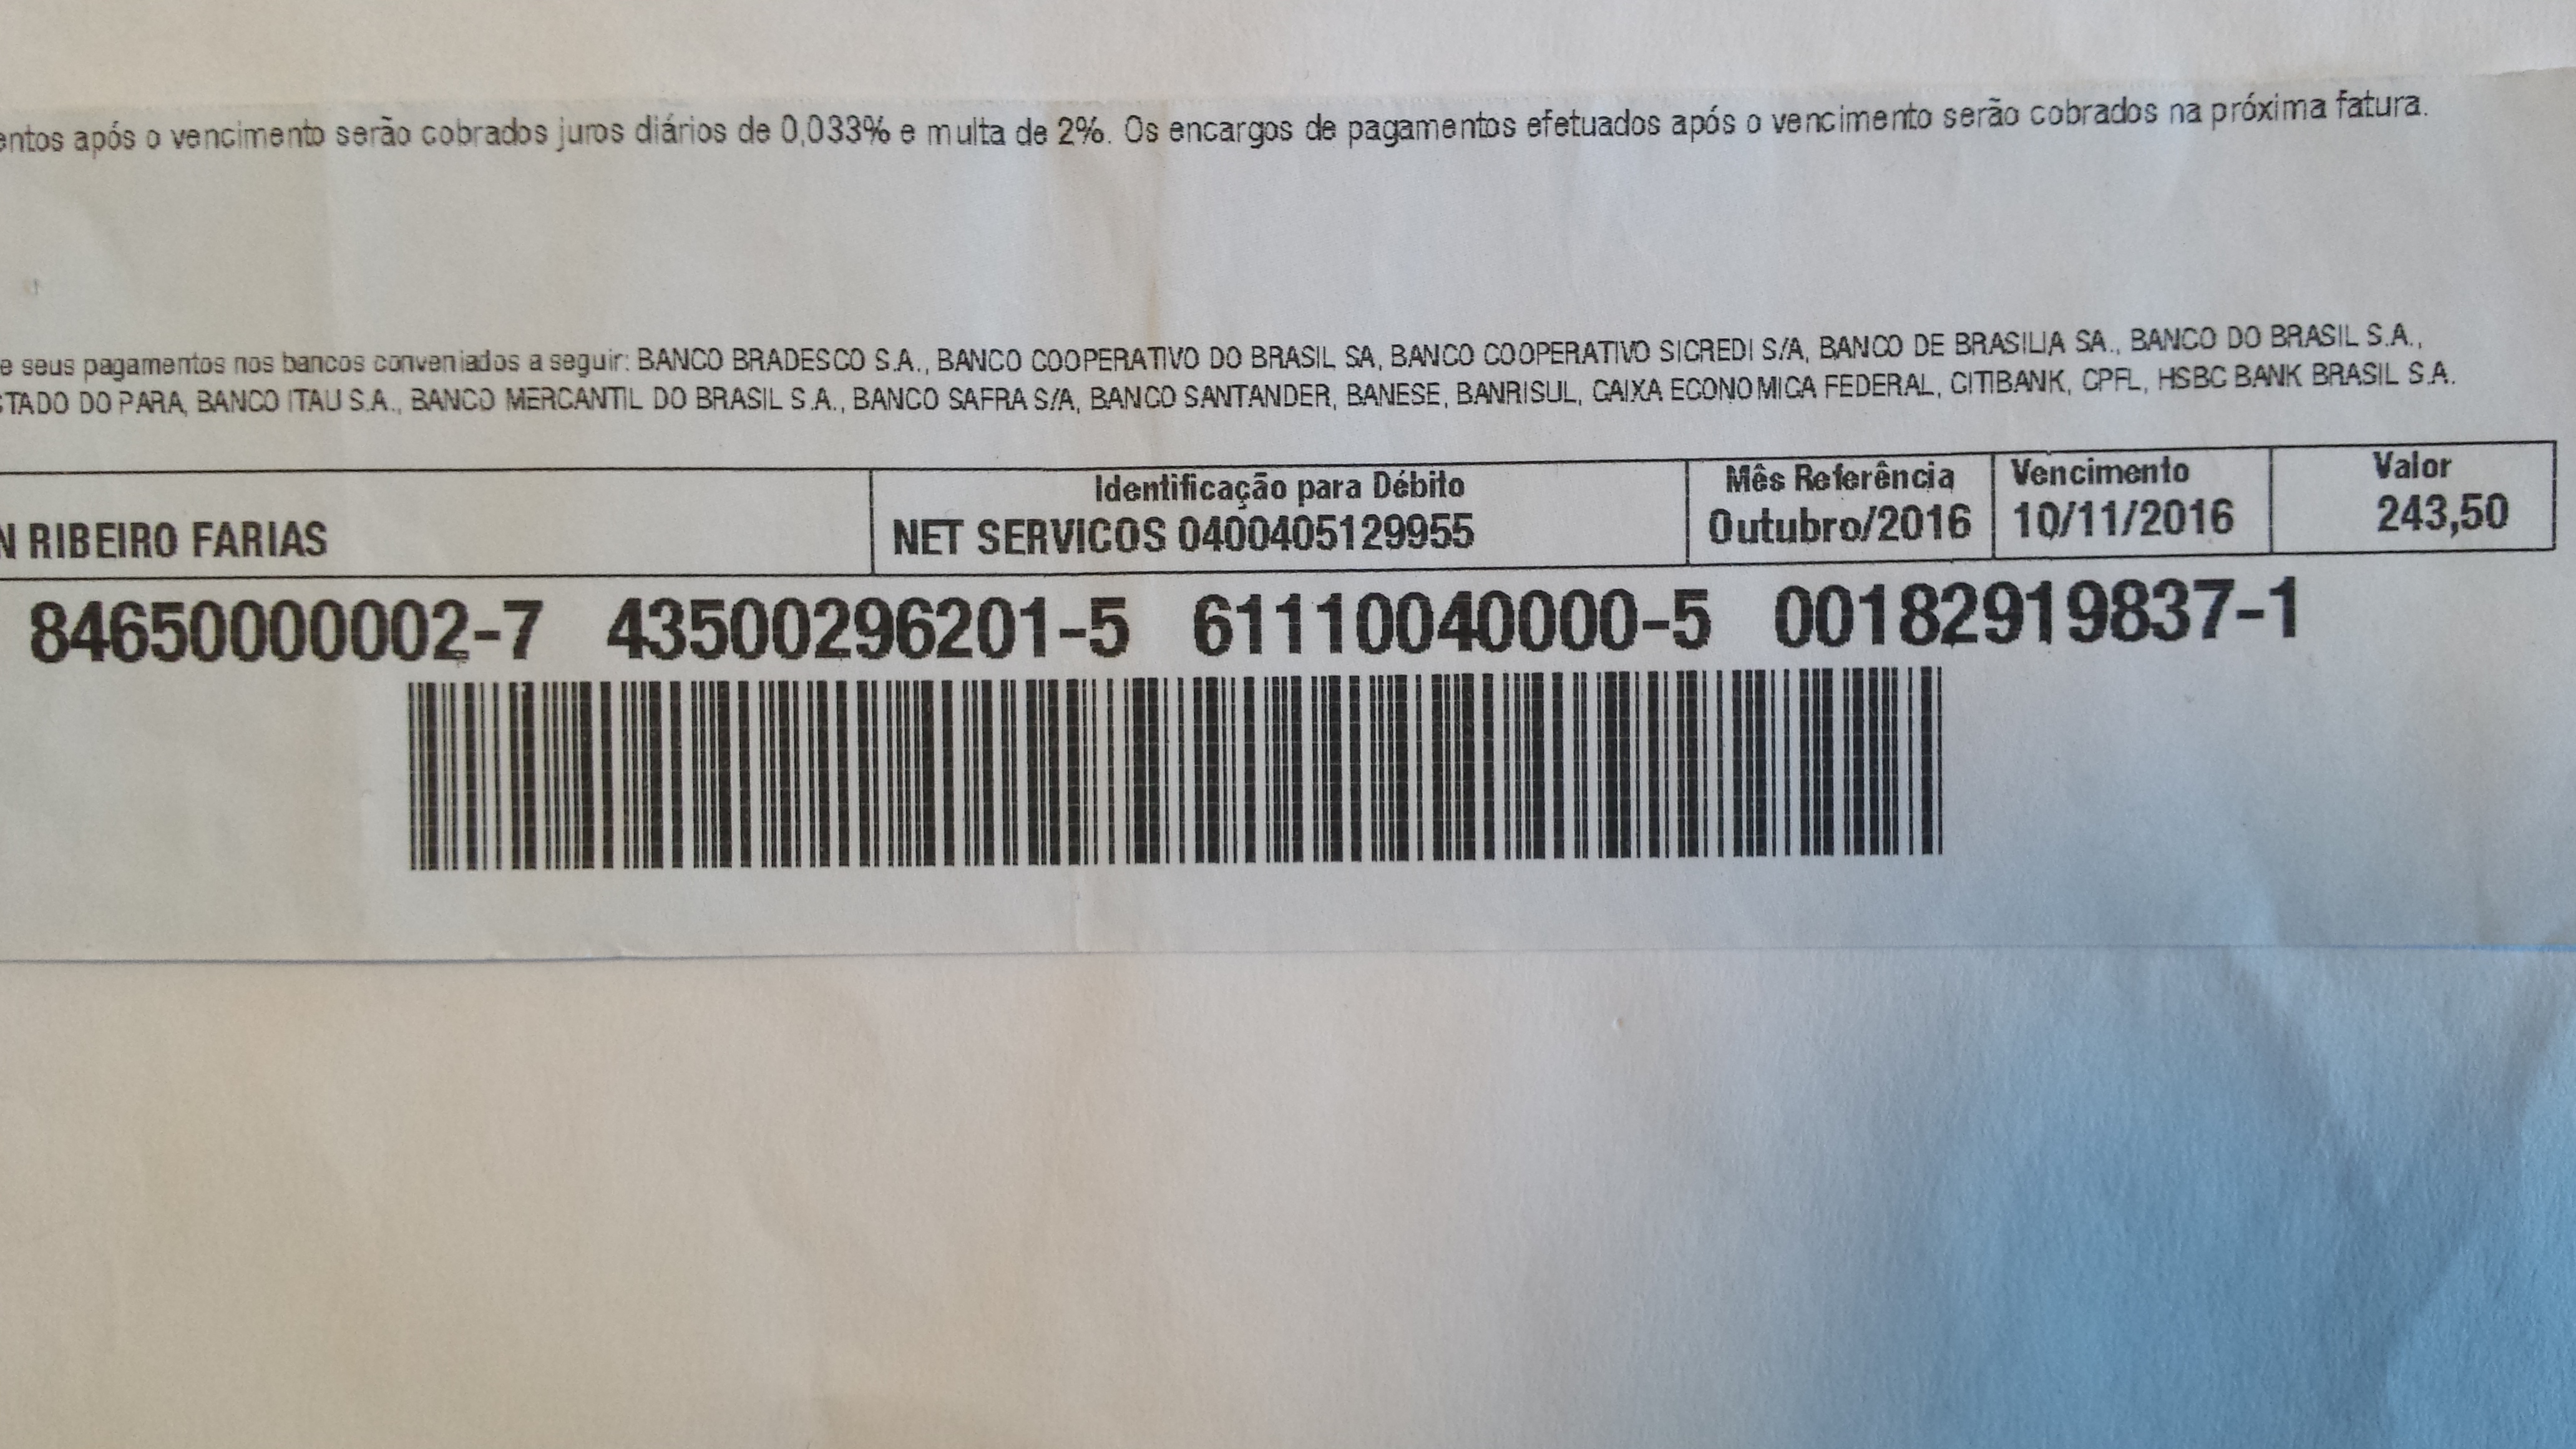 entos após o vencimento serão cobrados juros diários de 0,033% e multa de 2%. Os encargos de pagamentos efetuados após o vencimento serão cobrados na próxima fatura.
e seus pagamentos nos bancos conveniados a seguir: BANCO BRADESCO S.A., BANCO COOPERATIVO DO BRASIL SA, BANCO COOPERATIVO SICREDI S/A, BANCO DE BRASILIA SA., BANCO DO BRASIL S.A.,
STADO DO PARA, BANCO ITAU S.A., BANCO MERCANTIL DO BRASIL S.A., BANCO SAFRA S/A, BANCO SANTANDER, BANESE, BANRISUL, CAIXA ECONOMICA FEDERAL, CITIBANK, CPFL, HSBC BANK BRASIL S.A.
Identificação para Débito Mês Referência Vencimento Valor
N RIBEIRO FARIAS NET SERVICOS 0400405129955 Outubro/2016 10/11/2016 243,50
84650000002-7 43500296201-5 61110040000-5 00182919837-1